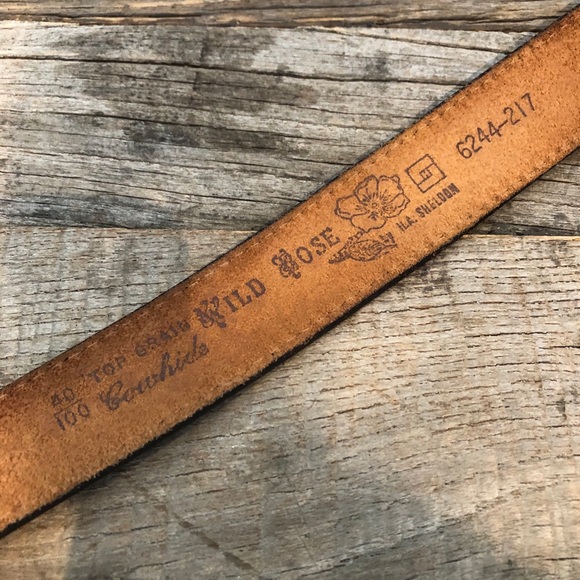 40
100
TOP GRAIN
Cowhide
WILD ROSE
H.A. SHELDON
6244-217